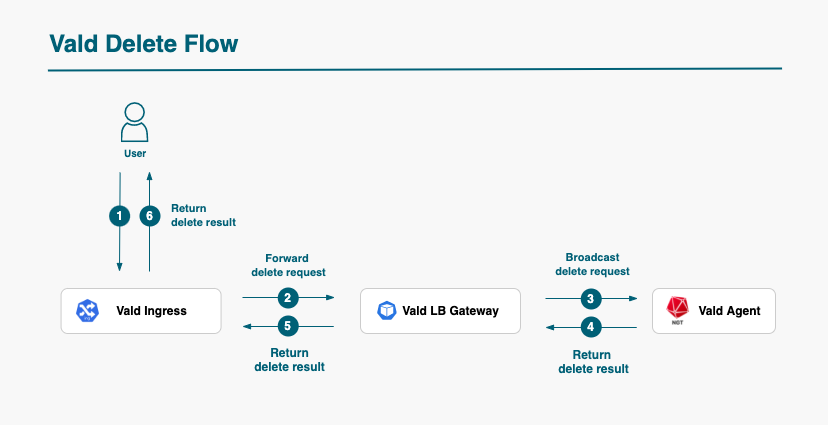 Vald Delete Flow
User
1
6
Return
delete result
Forward
delete request
Broadcast
delete request
Vald Ingress
2
5
Vald LB Gateway
3
4
NGT
Vald Agent
Return
delete result
Return
delete result